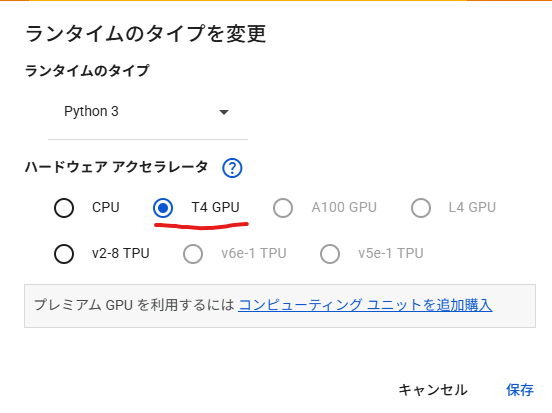 ランタイムのタイプを変更
ランタイムのタイプ
Python 3
ハードウェア アクセラレータ ?
CPU T4 GPU A100 GPU L4 GPU
v2-8 TPU v6e-1 TPU v5e-1 TPU
プレミアム GPU を利用するには コンピューティング ユニットを追加購入
キャンセル 保存